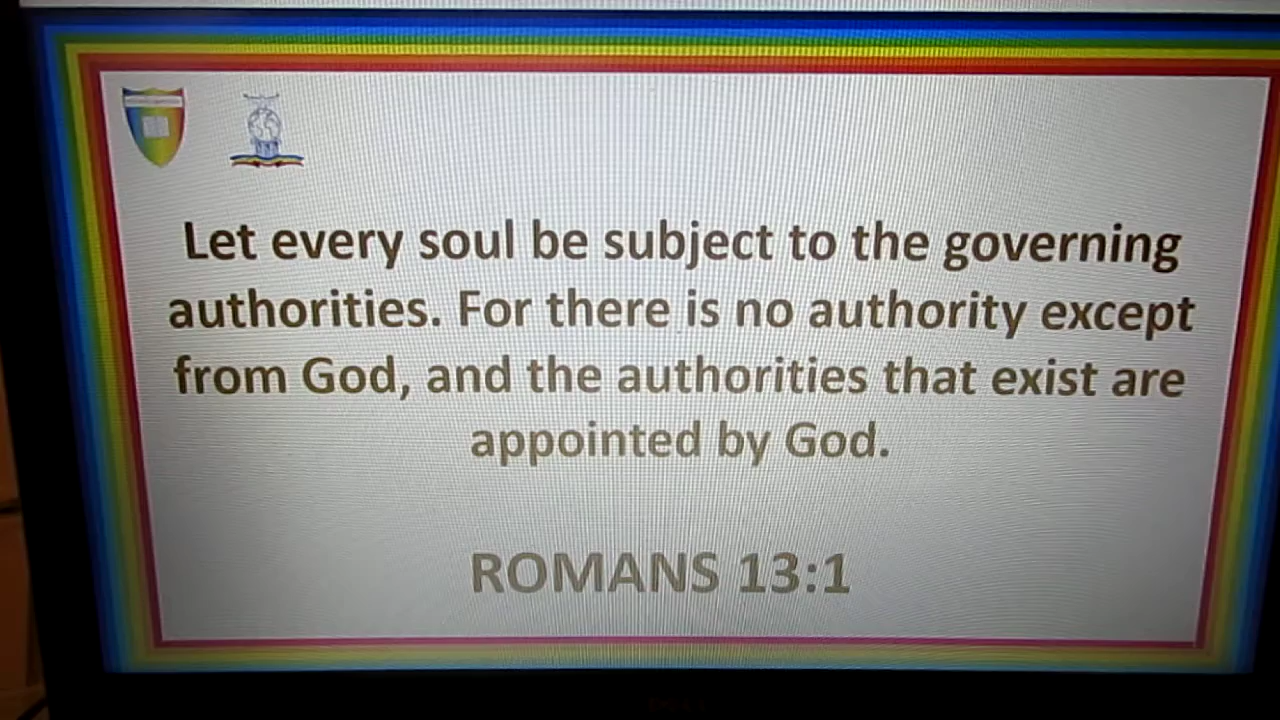 Let every soul be subject to the governing
authorities. For there is no authority except
from God, and the authorities that exist are
appointed by God.
ROMANS 13:1